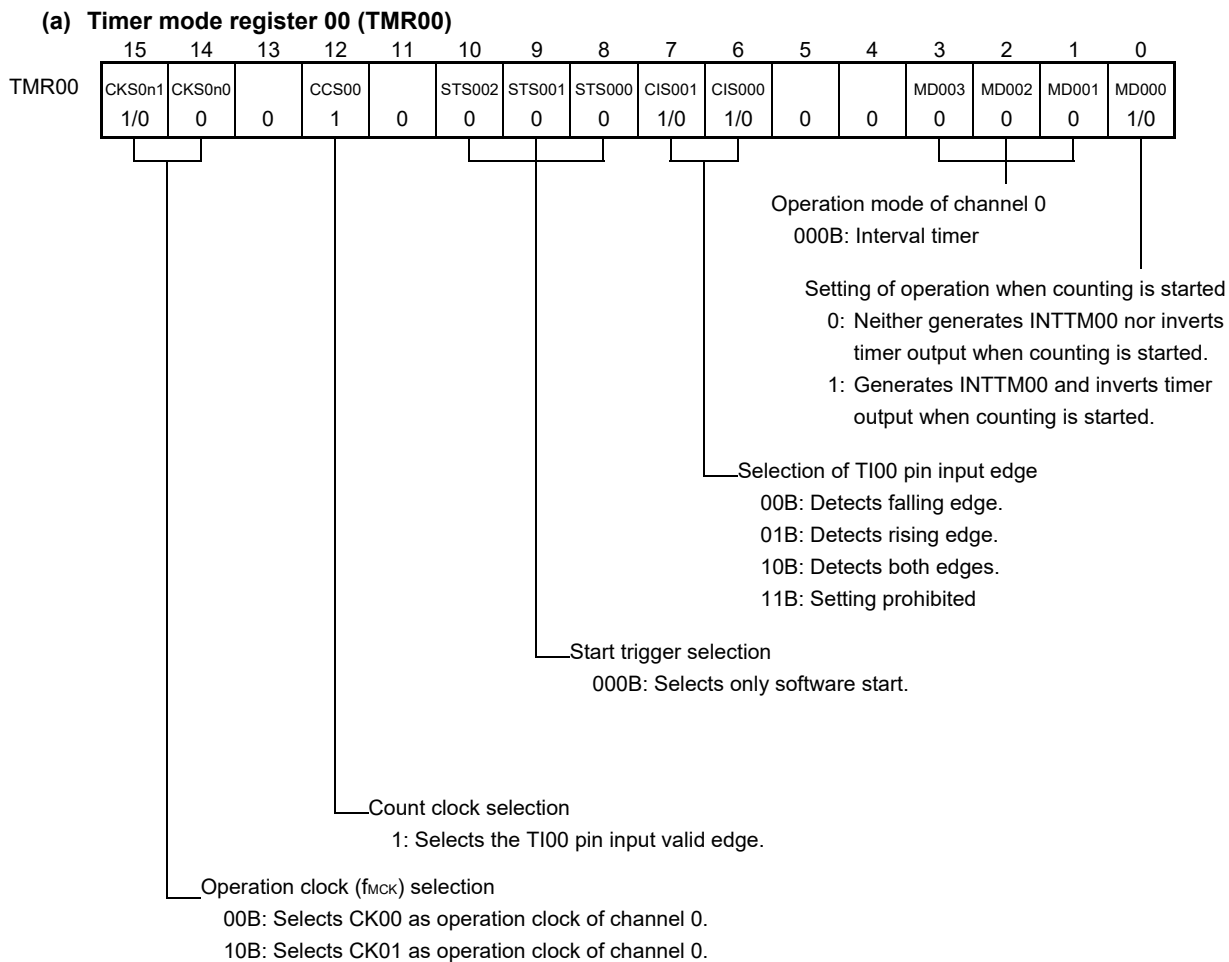 (a) Timer mode register 00 (TMR00)
15 14 13 12 11 10 9 8 7 6 5 4 3 2 1 0
TMR00 CKS0n1 CKS0n0 CCS00 STS002 STS001 STS000 CIS001 CIS000 MD003 MD002 MD001 MD000
1/0 0 0 1 0 0 0 0 1/0 1/0 0 0 0 0 0 1/0
Operation mode of channel 0
000B: Interval timer
Setting of operation when counting is started
0: Neither generates INTTM00 nor inverts
timer output when counting is started.
1: Generates INTTM00 and inverts timer
output when counting is started.
Selection of TI00 pin input edge
00B: Detects falling edge.
01B: Detects rising edge.
10B: Detects both edges.
11B: Setting prohibited
Start trigger selection
000B: Selects only software start.
Count clock selection
1: Selects the TI00 pin input valid edge.
Operation clock (fMCK) selection
00B: Selects CK00 as operation clock of channel 0.
10B: Selects CK01 as operation clock of channel 0.